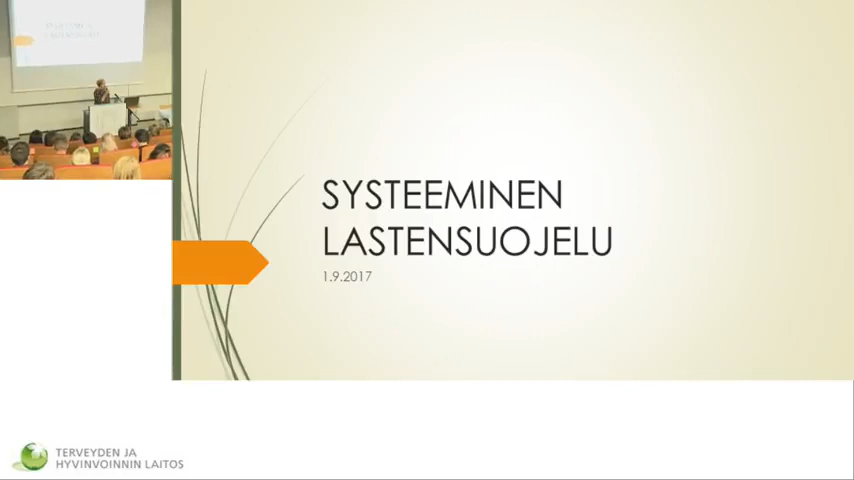 SYSTEEMINEN
LASTENSUOJELU
1.9.2017
TERVEYDEN JA
HYVINVOINNIN LAITOS